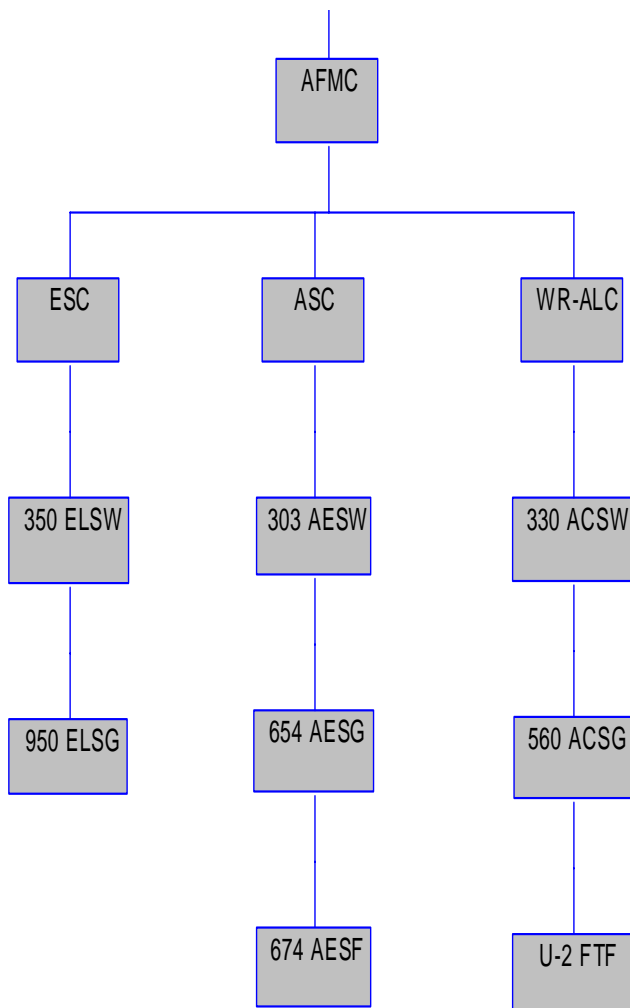 AFMC
ESC
ASC
WR-ALC
350 ELSW
303 AESW
330 ACSW
950 ELSG
654 AESG
560 ACSG
674 AESF
U-2 FTF